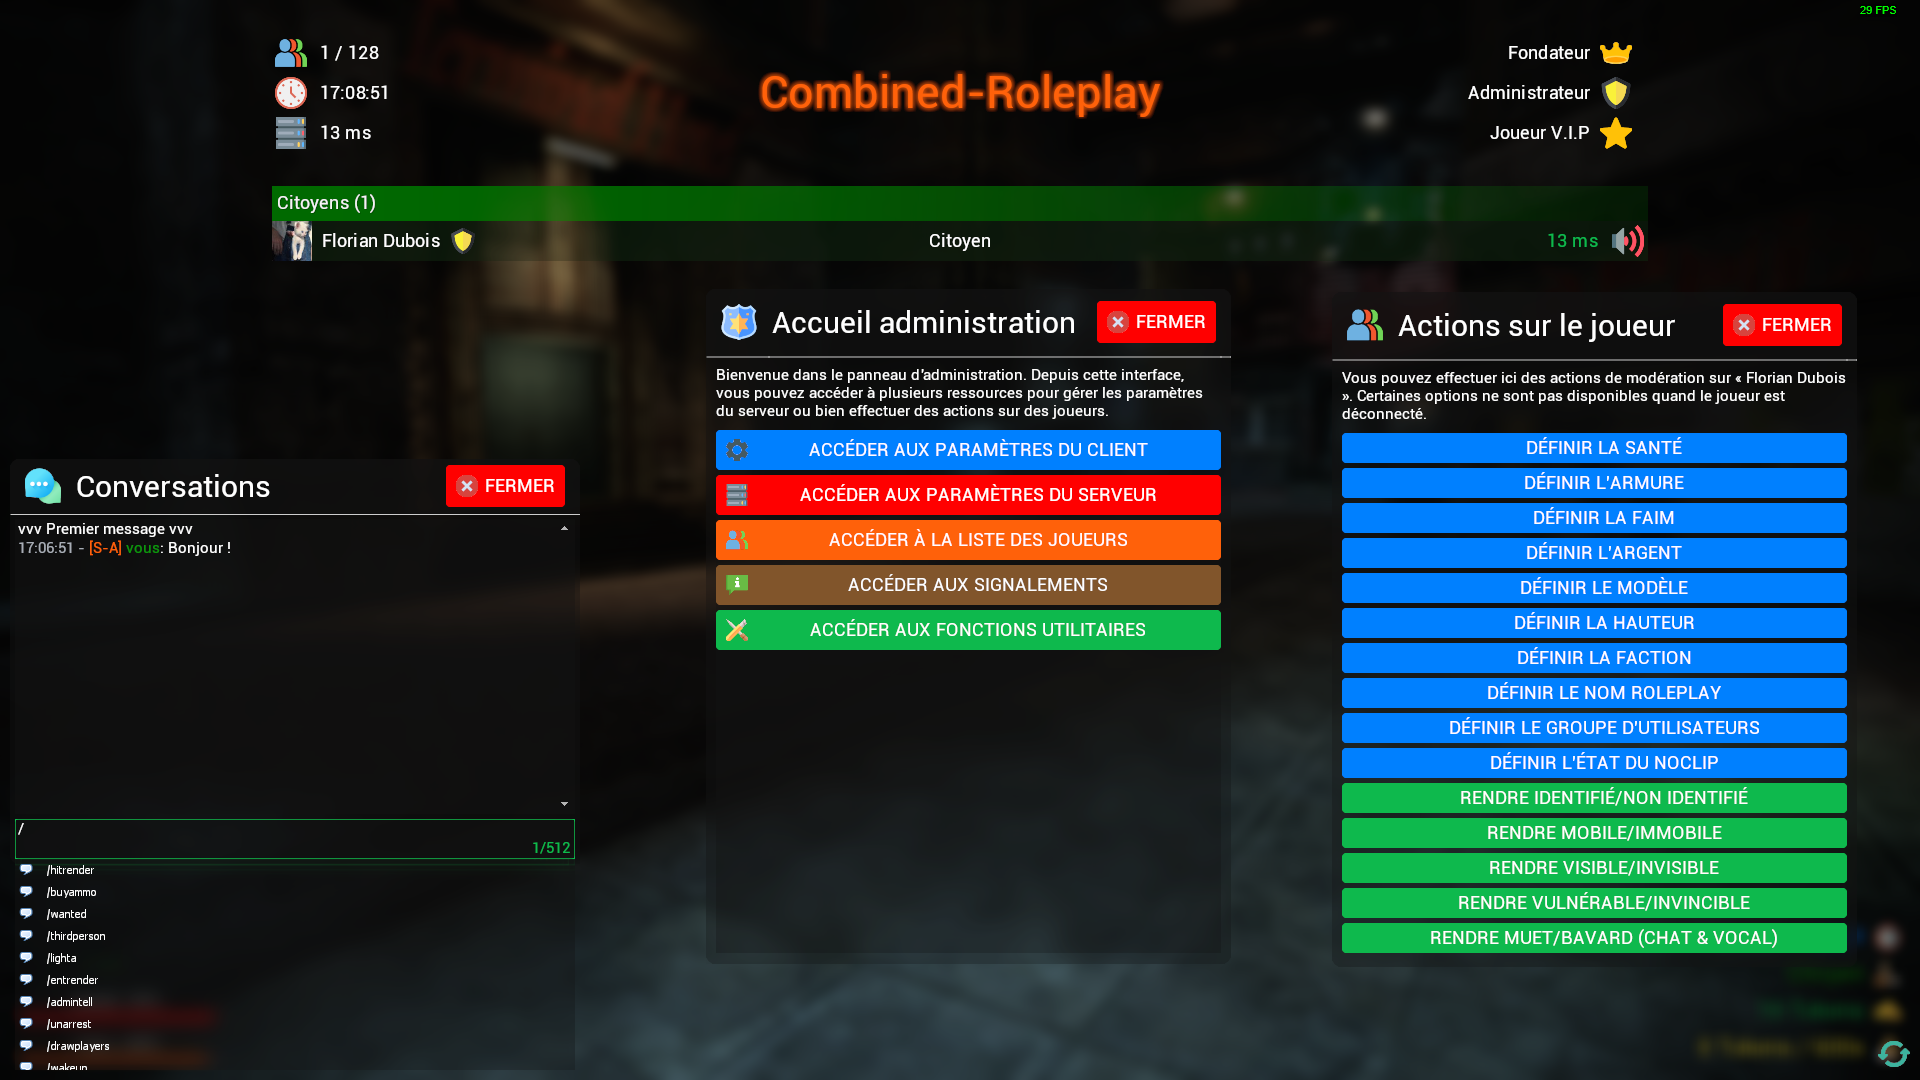 29 FPS
1 / 128
17:08:51
13 ms
Combined-Roleplay
Fondateur
Administrateur
Joueur V.I.P
Citoyens (1)
Florian Dubois
Citoyen
13 ms
Accueil administration
FERMER
Bienvenue dans le panneau d'administration. Depuis cette interface,
vous pouvez accéder à plusieurs ressources pour gérer les paramètres
du serveur ou bien effectuer des actions sur des joueurs.
ACCÉDER AUX PARAMÈTRES DU CLIENT
ACCÉDER AUX PARAMÈTRES DU SERVEUR
ACCÉDER À LA LISTE DES JOUEURS
ACCÉDER AUX SIGNALEMENTS
ACCÉDER AUX FONCTIONS UTILITAIRES
Actions sur le joueur
FERMER
Vous pouvez effectuer ici des actions de modération sur « Florian Dubois
». Certaines options ne sont pas disponibles quand le joueur est
déconnecté.
DÉFINIR LA SANTÉ
DÉFINIR L'ARMURE
DÉFINIR LA FAIM
DÉFINIR L'ARGENT
DÉFINIR LE MODÈLE
DÉFINIR LA HAUTEUR
DÉFINIR LA FACTION
DÉFINIR LE NOM ROLEPLAY
DÉFINIR LE GROUPE D'UTILISATEURS
DÉFINIR L'ÉTAT DU NOCLIP
RENDRE IDENTIFIÉ/NON IDENTIFIÉ
RENDRE MOBILE/IMMOBILE
RENDRE VISIBLE/INVISIBLE
RENDRE VULNÉRABLE/INVINCIBLE
RENDRE MUET/BAVARD (CHAT & VOCAL)
Conversations
FERMER
vvv Premier message vvv
17:06:51 - [S-A] vous: Bonjour !
/
1/512
/hitrender
/buyammo
/wanted
/thirdperson
/lighta
/entrender
/admintell
/unarrest
/drawplayers
/wakeup